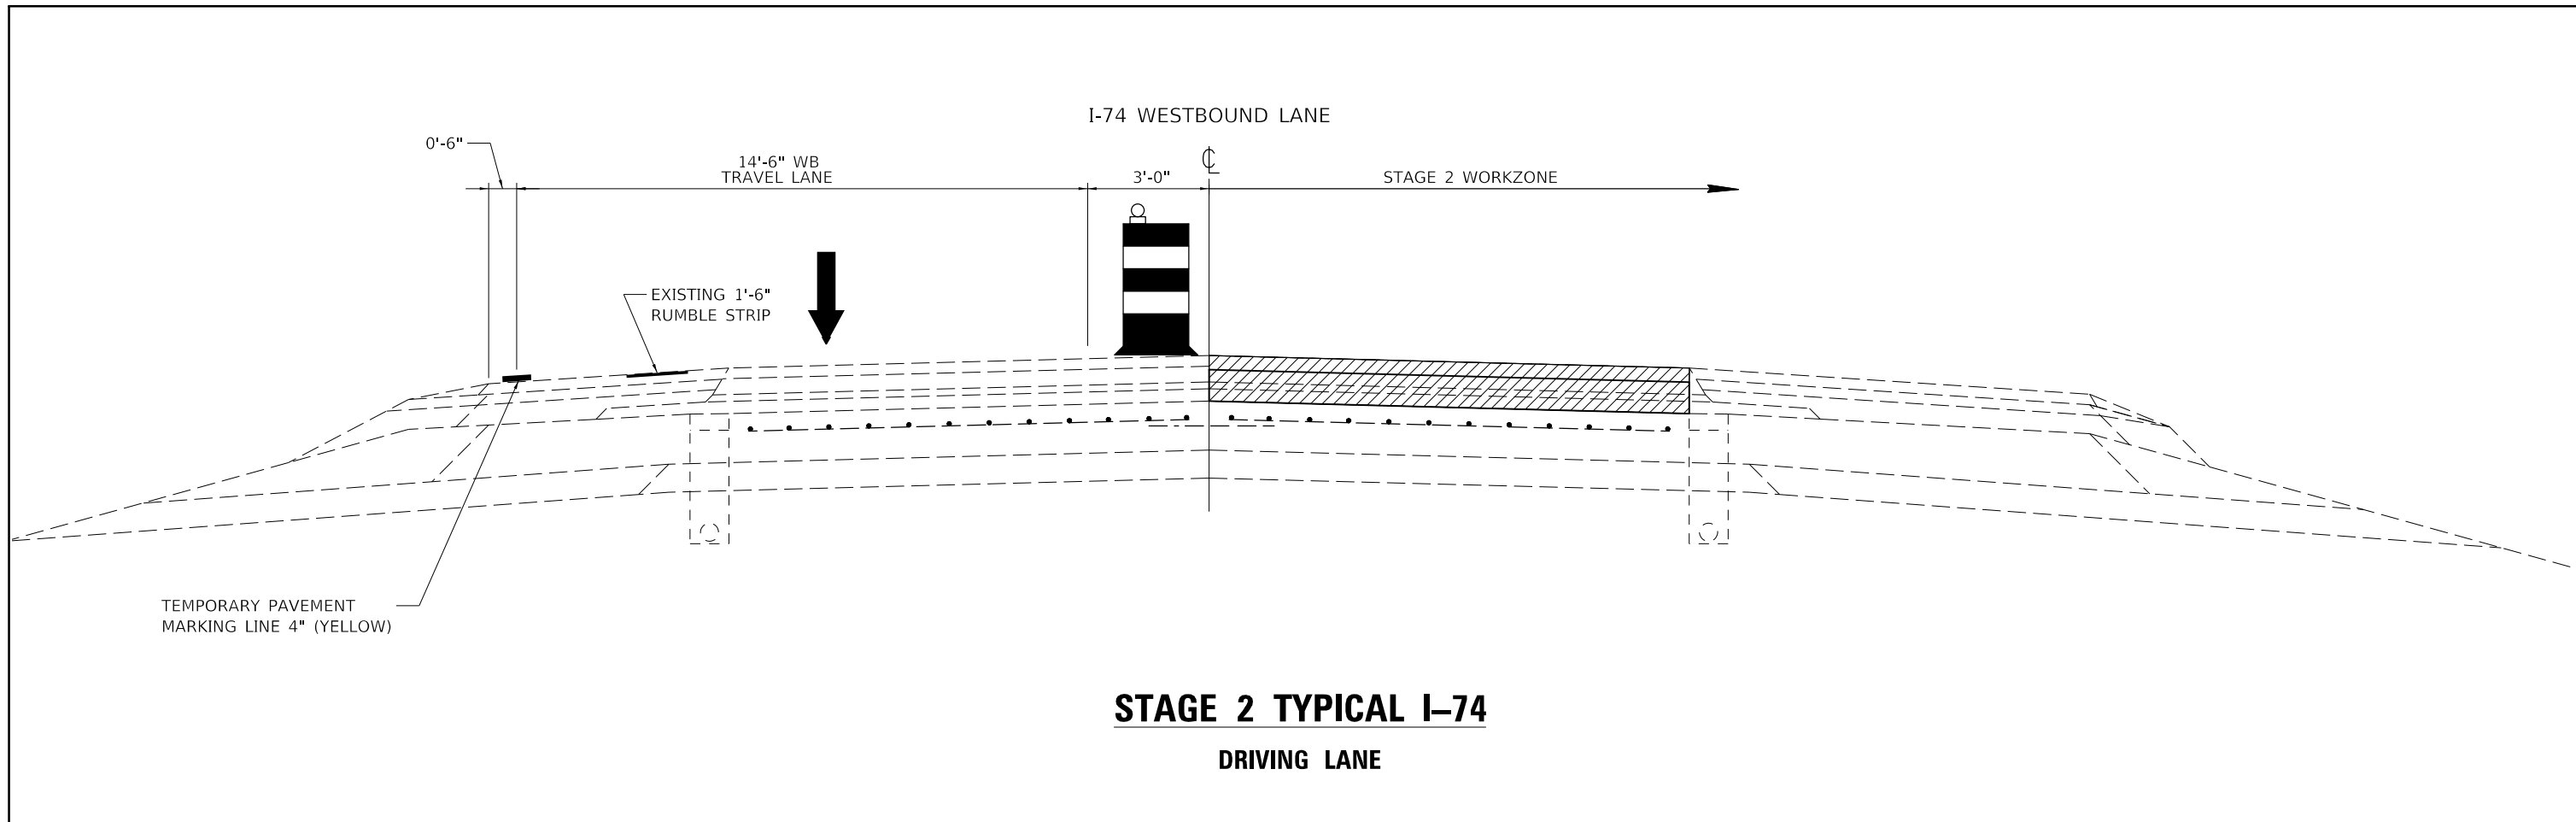 I-74 WESTBOUND LANE
0'-6"
14'-6" WB
TRAVEL LANE
3'-0"
℄
STAGE 2 WORKZONE
EXISTING 1'-6"
RUMBLE STRIP
TEMPORARY PAVEMENT
MARKING LINE 4" (YELLOW)
STAGE 2 TYPICAL I–74
DRIVING LANE